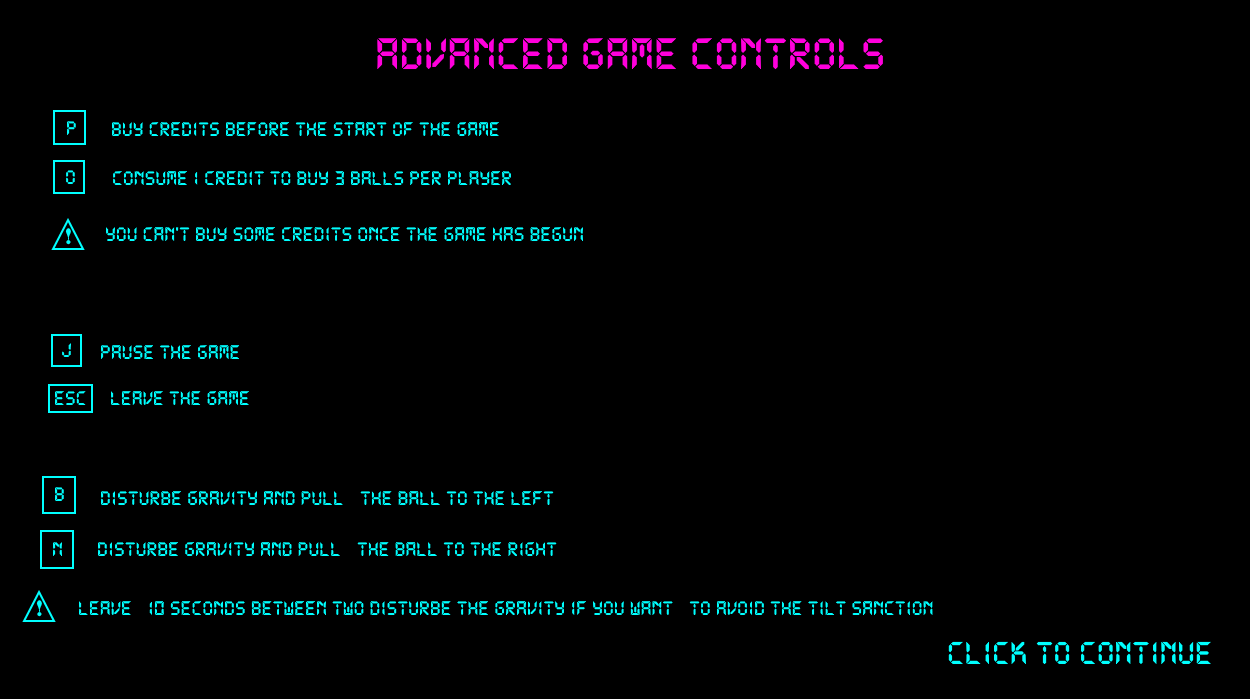 ADVANCED GAME CONTROLS
P BUY CREDITS BEFORE THE START OF THE GAME
O CONSUME 1 CREDIT TO BUY 3 BALLS PER PLAYER
YOU CAN'T BUY SOME CREDITS ONCE THE GAME HAS BEGUN
J PAUSE THE GAME
ESC LEAVE THE GAME
B DISTURBE GRAVITY AND PULL THE BALL TO THE LEFT
N DISTURBE GRAVITY AND PULL THE BALL TO THE RIGHT
LEAVE 10 SECONDS BETWEEN TWO DISTURBE THE GRAVITY IF YOU WANT TO AVOID THE TILT SANCTION
CLICK TO CONTINUE